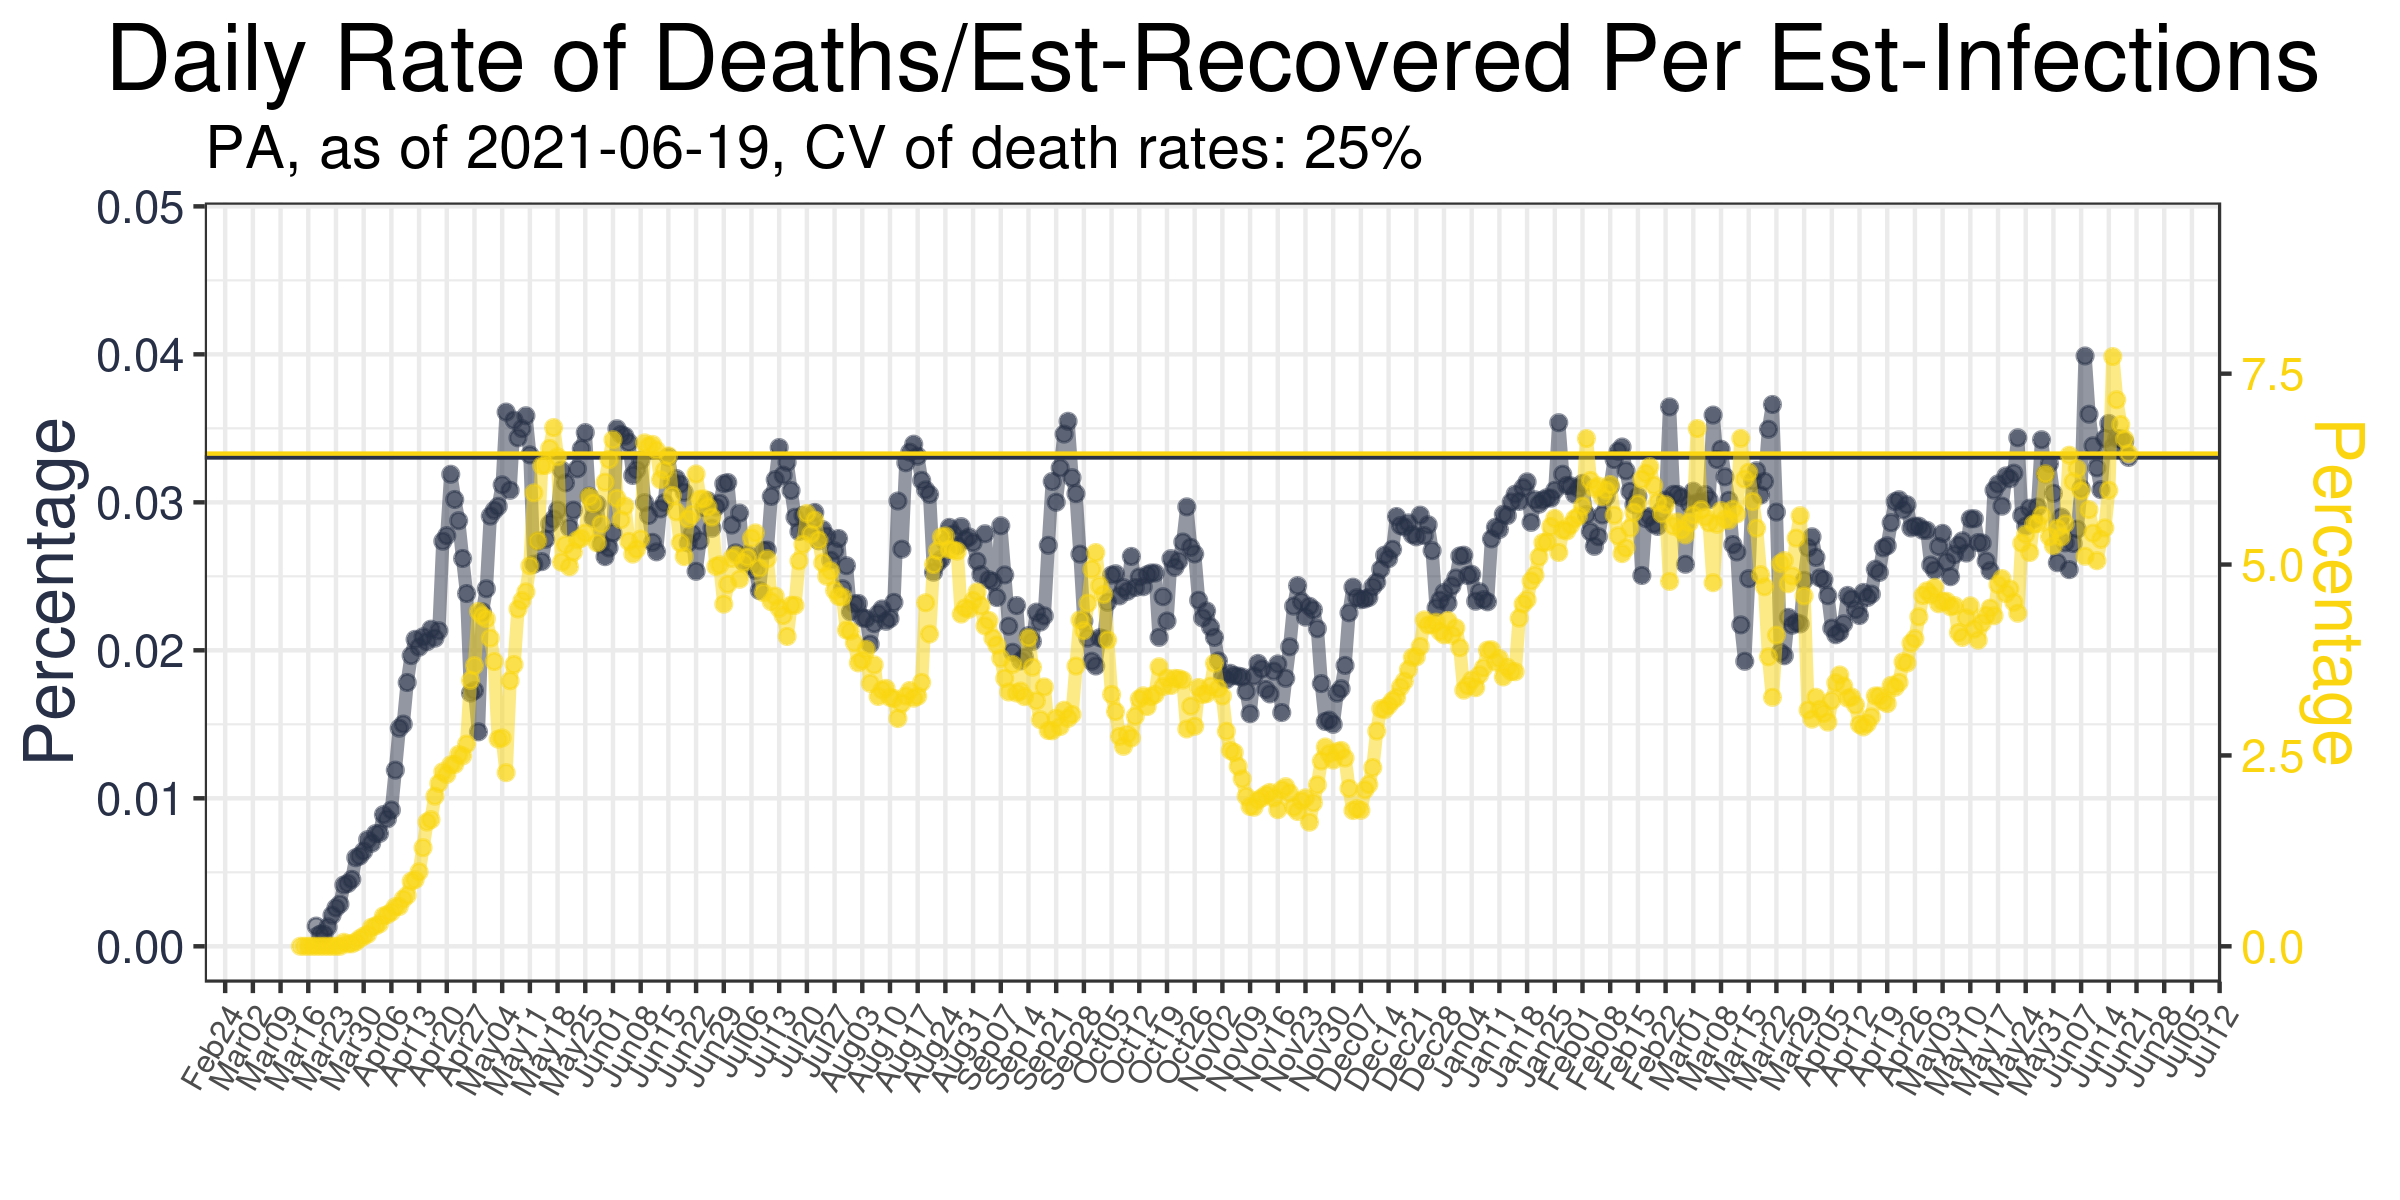 Daily Rate of Deaths/Est-Recovered Per Est-Infections
PA, as of 2021-06-19, CV of death rates: 25%
Percentage
0.05
0.04
0.03
0.02
0.01
0.00
7.5
5.0
2.5
0.0
Percentage
Feb24
Mar02
Mar09
Mar16
Mar23
Mar30
Apr06
Apr13
Apr20
Apr27
May04
May11
May18
May25
Jun01
Jun08
Jun15
Jun22
Jun29
Jul06
Jul13
Jul20
Jul27
Aug03
Aug10
Aug17
Aug24
Aug31
Sep07
Sep14
Sep21
Sep28
Oct05
Oct12
Oct19
Oct26
Nov02
Nov09
Nov16
Nov23
Nov30
Dec07
Dec14
Dec21
Dec28
Jan04
Jan11
Jan18
Jan25
Feb01
Feb08
Feb15
Feb22
Mar01
Mar08
Mar15
Mar22
Mar29
Apr05
Apr12
Apr19
Apr26
May03
May10
May17
May24
May31
Jun07
Jun14
Jun21
Jun28
Jul05
Jul12